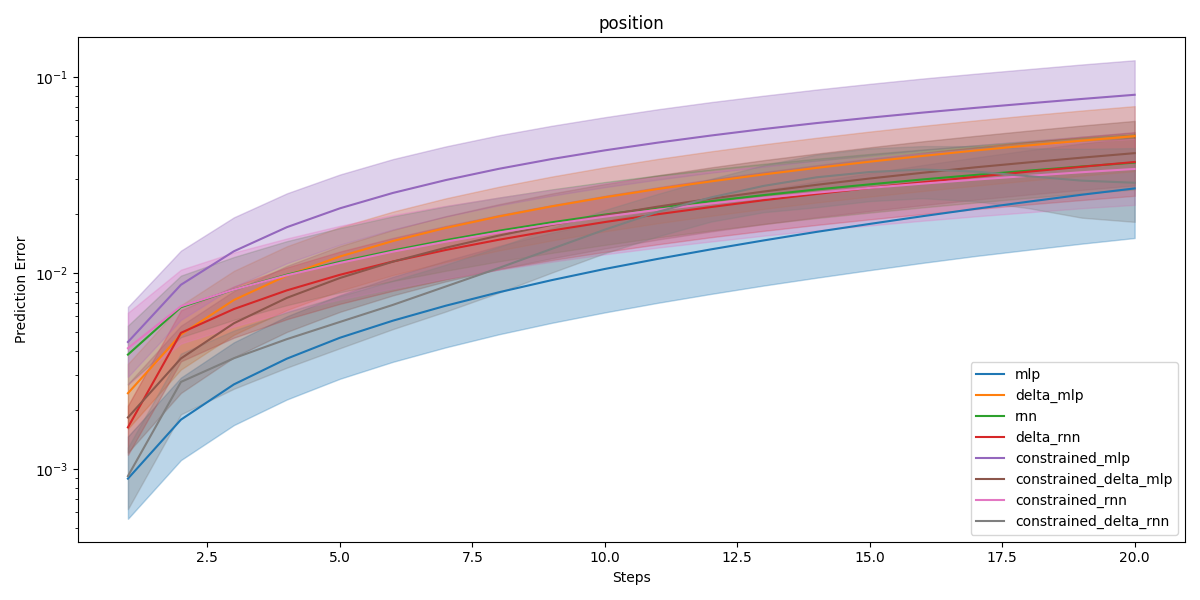 position
Prediction Error
10⁻¹
10⁻²
10⁻³
2.5 5.0 7.5 10.0 12.5 15.0 17.5 20.0
Steps
mlp
delta_mlp
rnn
delta_rnn
constrained_mlp
constrained_delta_mlp
constrained_rnn
constrained_delta_rnn